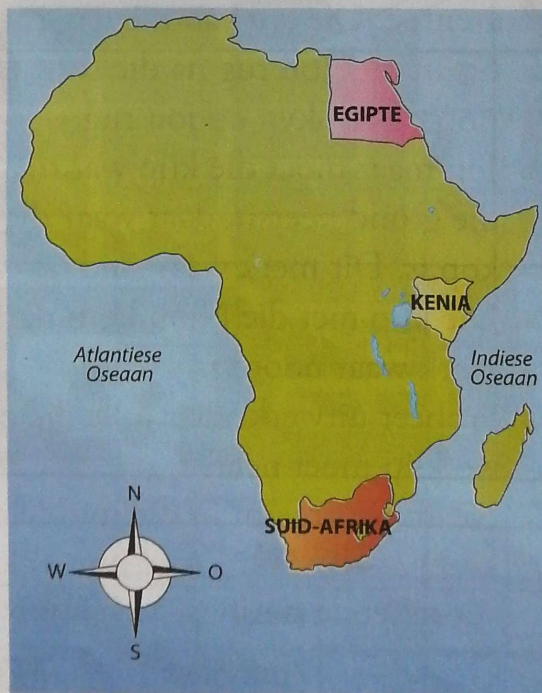 EGIPTE
KENIA
Atlantiese
Oseaan
Indiese
Oseaan
SUID-AFRIKA
N
W
O
S